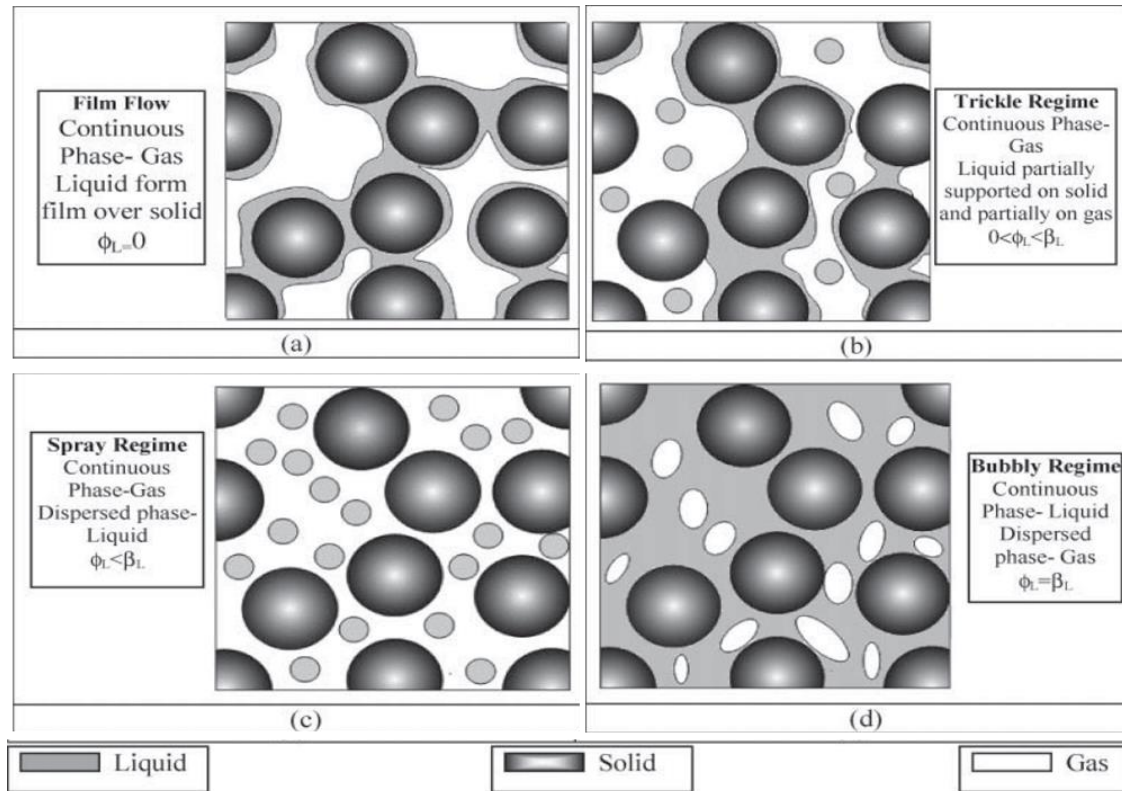 Film Flow
Continuous
Phase- Gas
Liquid form
film over solid
ϕL=0
(a)
Trickle Regime
Continuous Phase-
Gas
Liquid partially
supported on solid
and partially on gas
0<ϕL<βL
(b)
Spray Regime
Continuous
Phase-Gas
Dispersed phase-
Liquid
ϕL<βL
(c)
Bubbly Regime
Continuous
Phase- Liquid
Dispersed
phase- Gas
ϕL=βL
(d)
Liquid
Solid
Gas